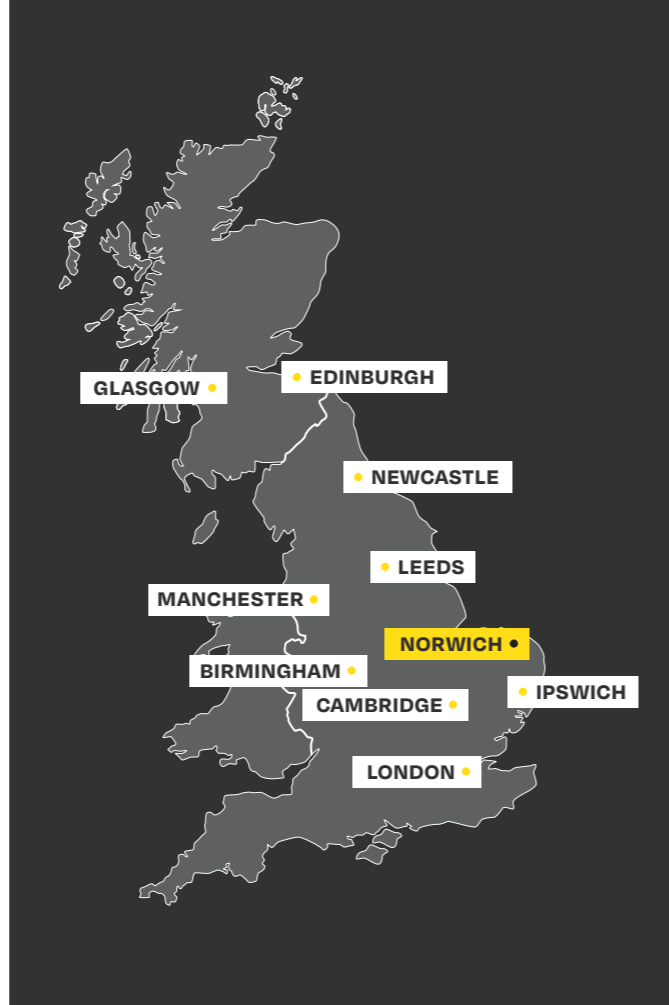 GLASGOW
EDINBURGH
NEWCASTLE
LEEDS
MANCHESTER
NORWICH
BIRMINGHAM
IPSWICH
CAMBRIDGE
LONDON